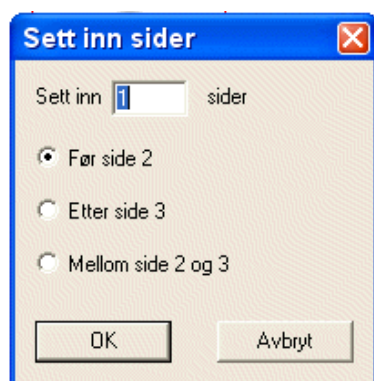 Sett inn sider
Sett inn 1 sider
Før side 2
Etter side 3
Mellom side 2 og 3
OK Avbryt